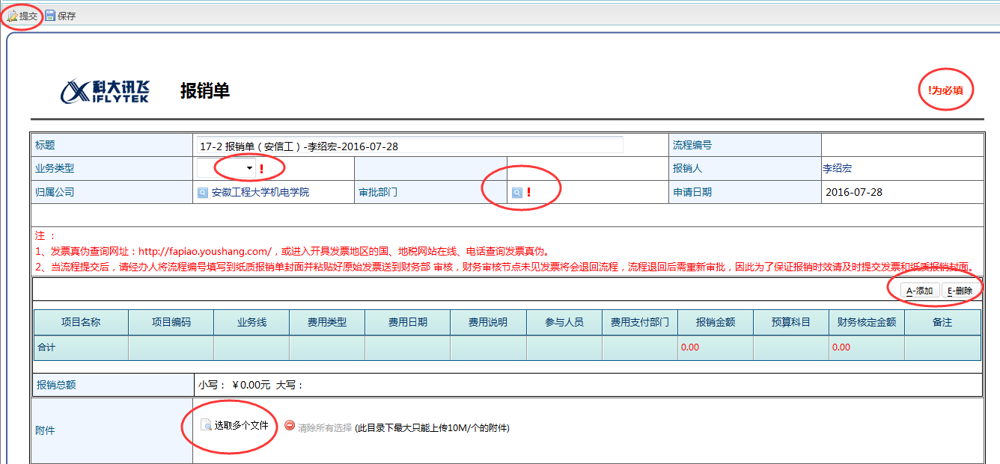 提交 保存
科大讯飞
IFLYTEK
报销单
!为必填
标题 17-2 报销单（安信工）-李绍宏-2016-07-28 流程编号
业务类型 ! 报销人 李绍宏
归属公司 安徽工程大学机电学院 审批部门 ! 申请日期 2016-07-28
注 ：
1、发票真伪查询网址：http://fapiao.youshang.com/，或进入开具发票地区的国、地税网站在线、电话查询发票真伪。
2、当流程提交后，请经办人将流程编号填写到纸质报销单封面并粘贴好原始发票送到财务部 审核，财务审核节点未见发票将会退回流程，流程退回后需重新审批，因此为了保证报销时效请及时提交发票和纸质报销封面。
A-添加 E-删除
项目名称 项目编码 业务线 费用类型 费用日期 费用说明 参与人员 费用支付部门 报销金额 预算科目 财务核定金额 备注
合计 0.00 0.00
报销总额 小写： ￥0.00元 大写：
附件 选取多个文件 清除所有选择 (此目录下最大只能上传10M/个的附件)